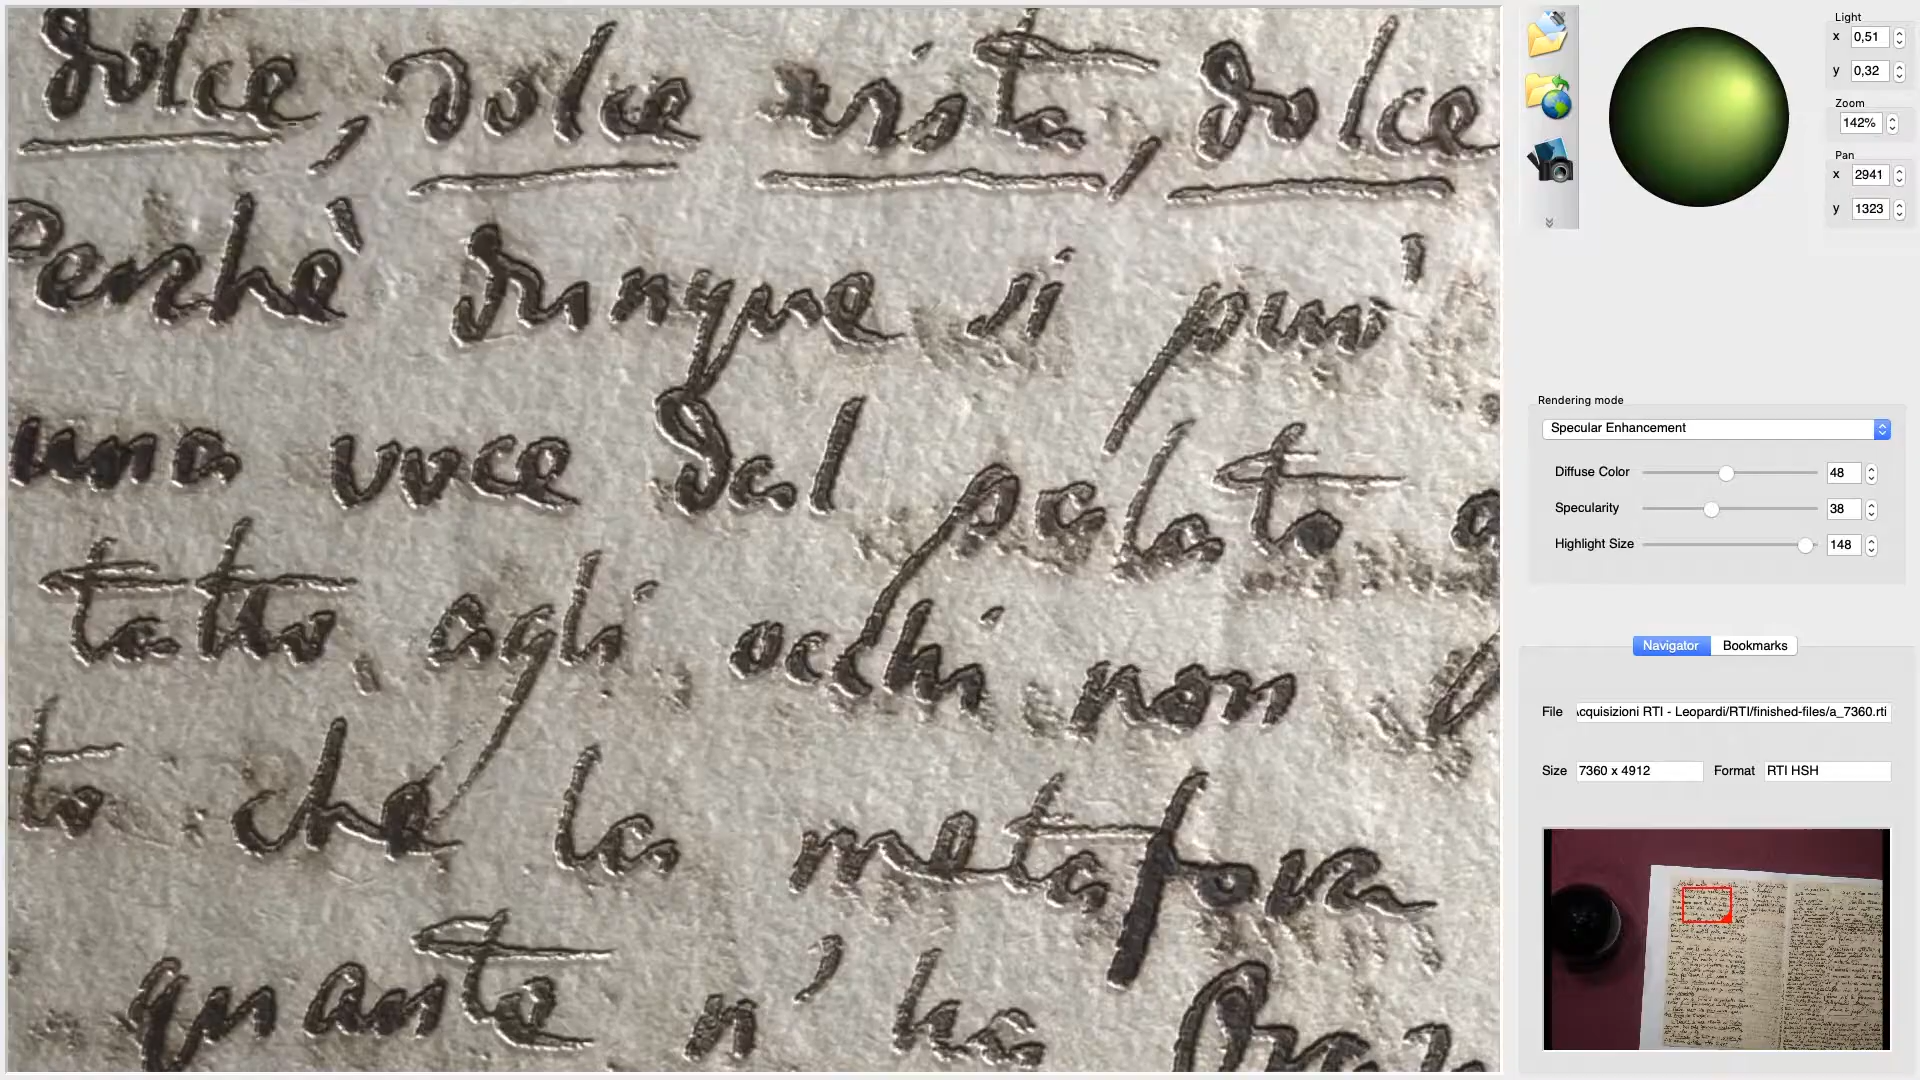 dolce, dolce vista, dolce
Perchè dunque si può
una voce dal palato a
tatto, agli occhi non
to che la metafora
quanto n'ha
Light
x 0,51
y 0,32
Zoom
142%
Pan
x 2941
y 1323
Rendering mode
Specular Enhancement
Diffuse Color 48
Specularity 38
Highlight Size 148
Navigator Bookmarks
File Acquisizioni RTI - Leopardi/RTI/finished-files/a_7360.rti
Size 7360 x 4912 Format RTI HSH